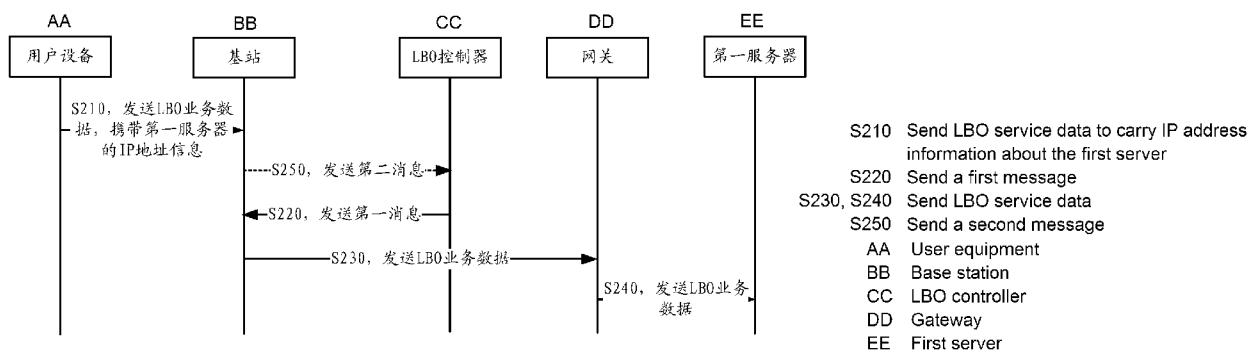 AA
BB
CC
DD
EE
用户设备
基站
LBO控制器
网关
第一服务器
S210，发送LBO业务数
据，携带第一服务器
的IP地址信息
S250，发送第二消息
S220，发送第一消息
S230，发送LBO业务数据
S240，发送LBO业务
数据
S210 Send LBO service data to carry IP address
information about the first server
S220 Send a first message
S230, S240 Send LBO service data
S250 Send a second message
AA User equipment
BB Base station
CC LBO controller
DD Gateway
EE First server